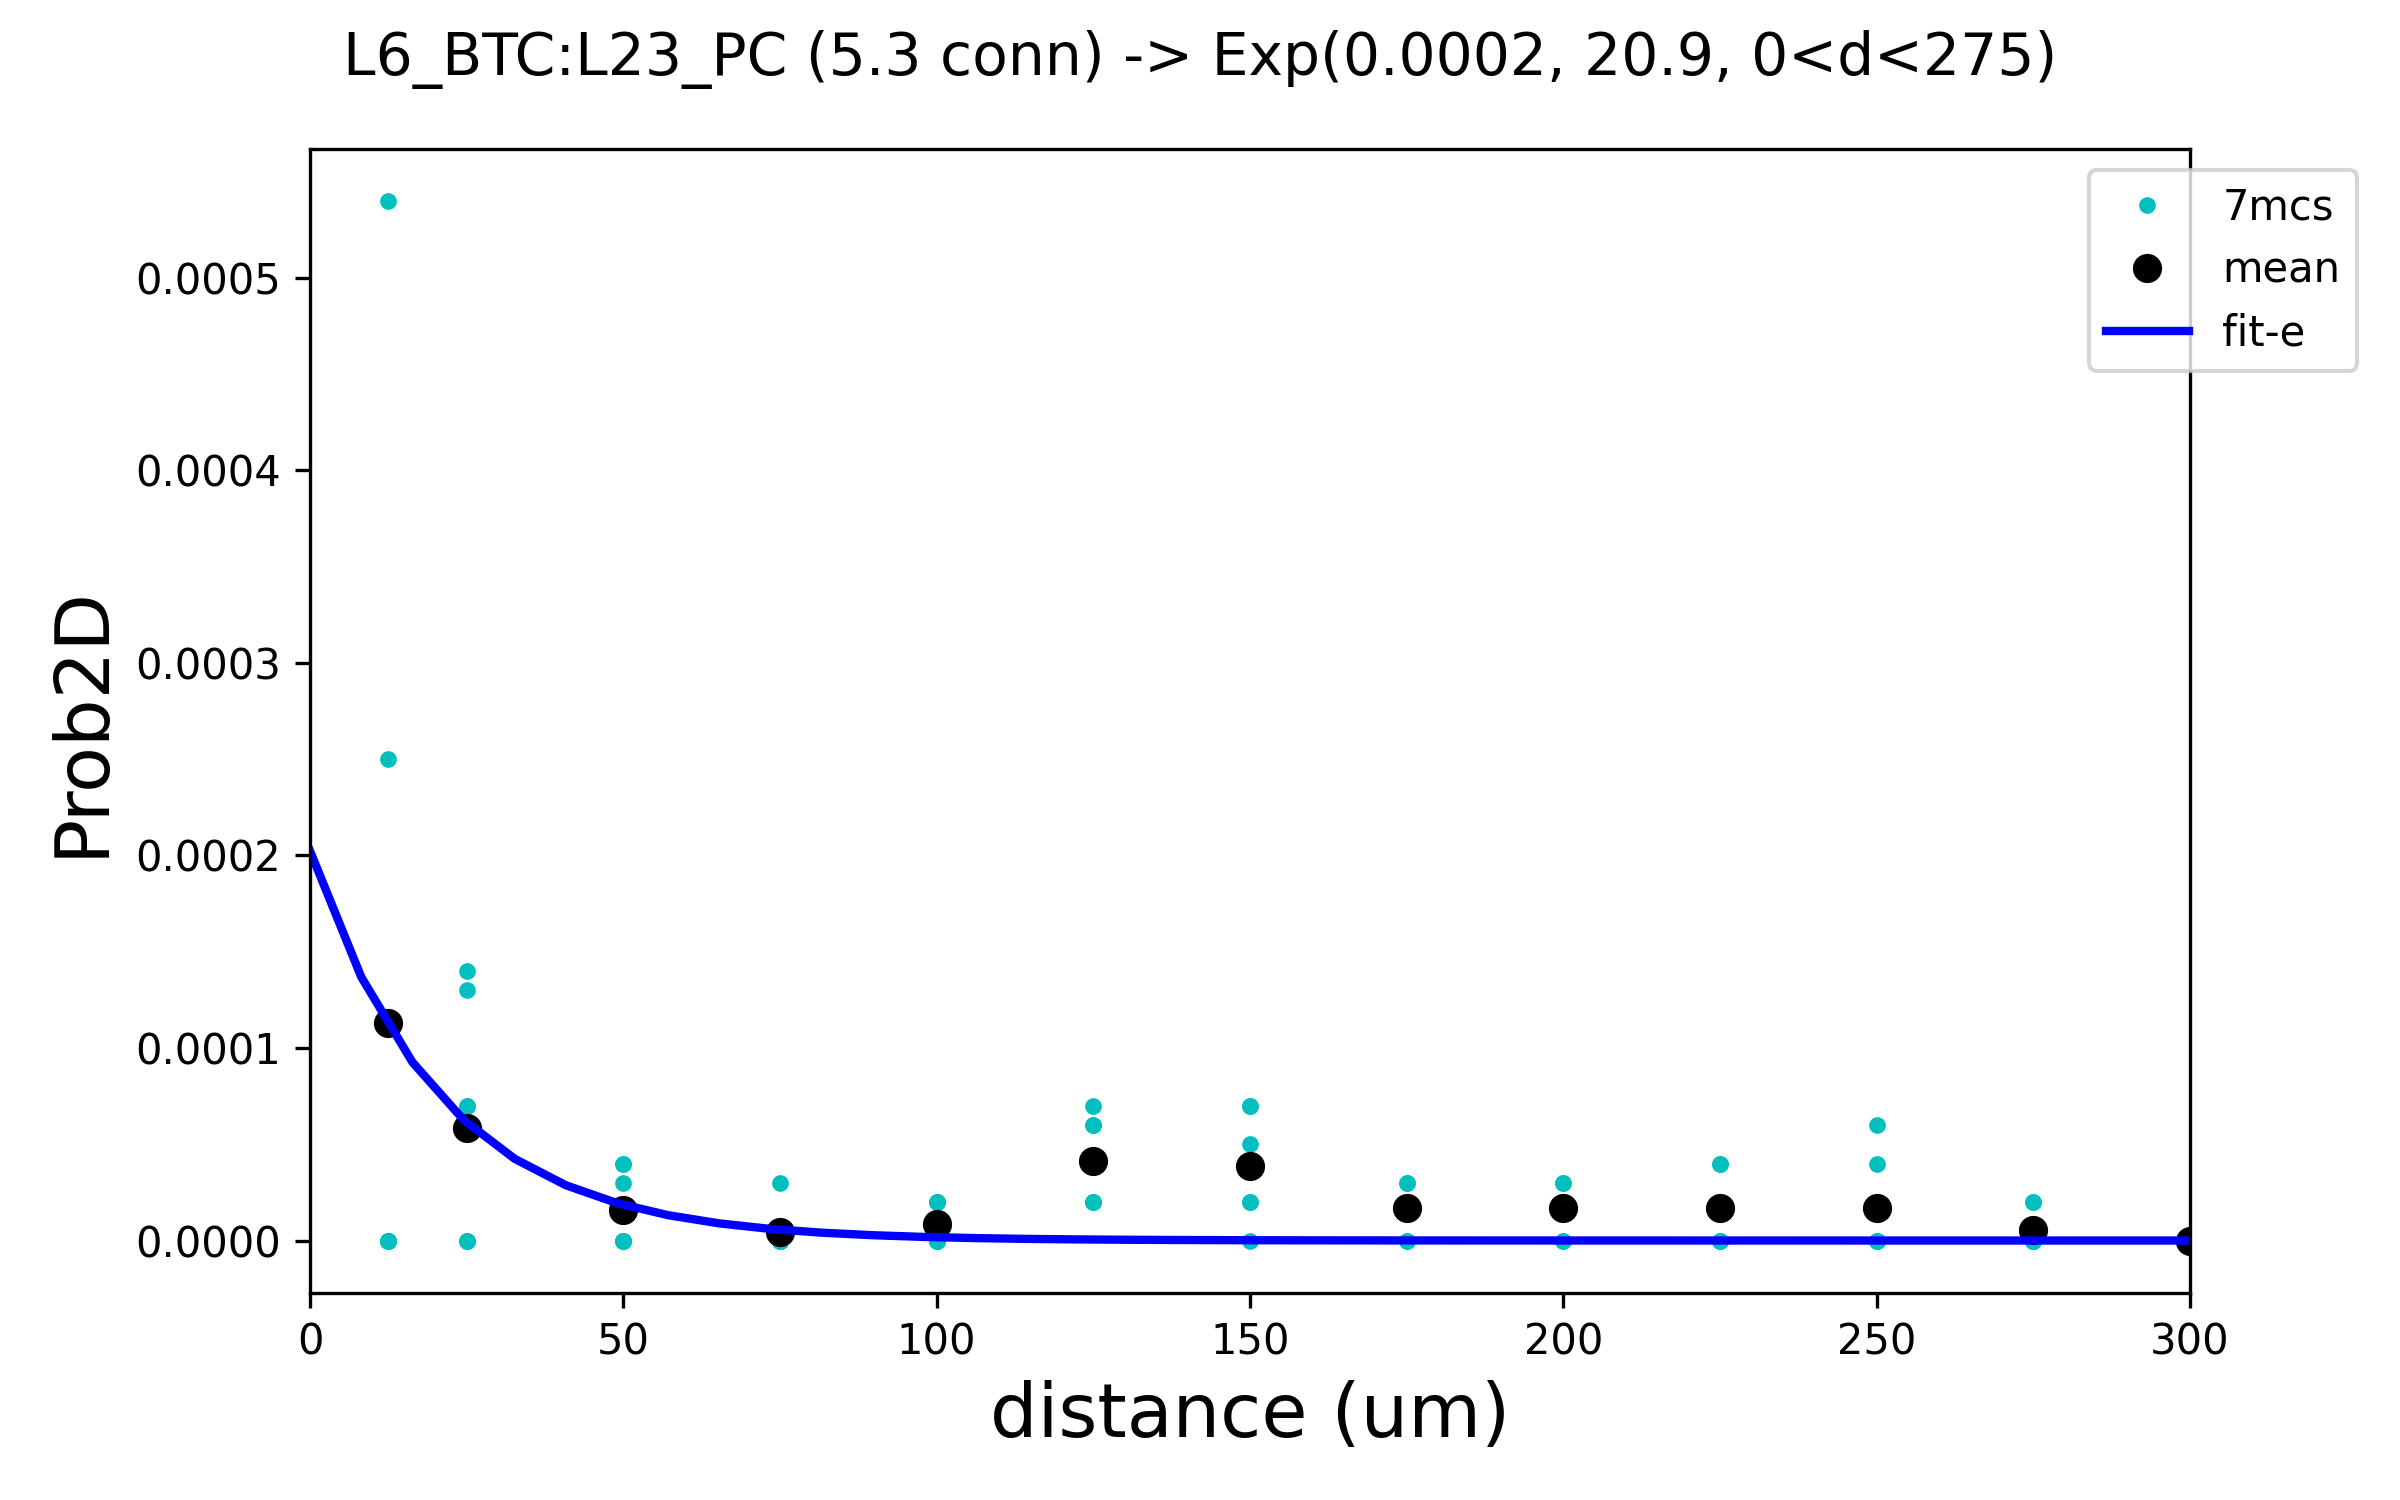 L6_BTC:L23_PC (5.3 conn) -> Exp(0.0002, 20.9, 0<d<275)
7mcs
mean
fit-e
Prob2D
0.0005
0.0004
0.0003
0.0002
0.0001
0.0000
0 50 100 150 200 250 300
distance (um)